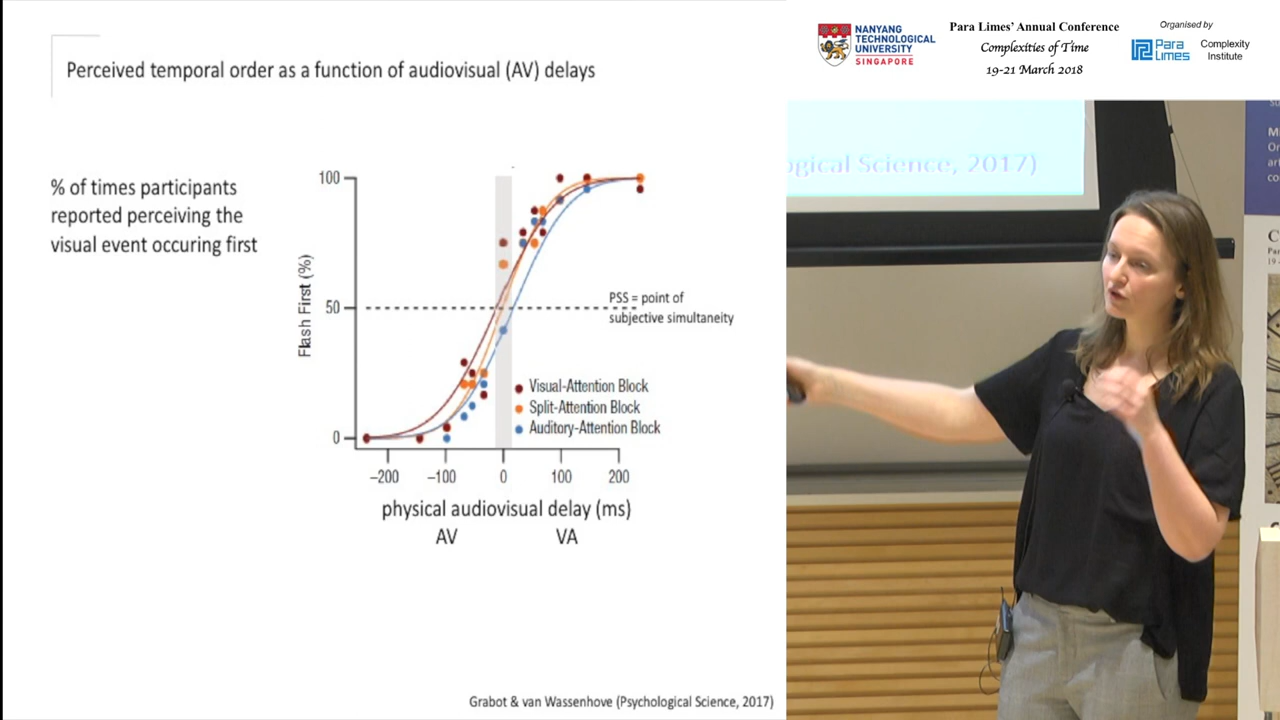 Perceived temporal order as a function of audiovisual (AV) delays
% of times participants
reported perceiving the
visual event occuring first
Flash First (%)
100
50
0
PSS = point of
subjective simultaneity
Visual-Attention Block
Split-Attention Block
Auditory-Attention Block
−200 −100 0 100 200
physical audiovisual delay (ms)
AV VA
Grabot & van Wassenhove (Psychological Science, 2017)
NANYANG
TECHNOLOGICAL
UNIVERSITY
SINGAPORE
Para Limes' Annual Conference
Complexities of Time
19-21 March 2018
Organised by
Para
Limes
Complexity
Institute
ogical Science, 2017)